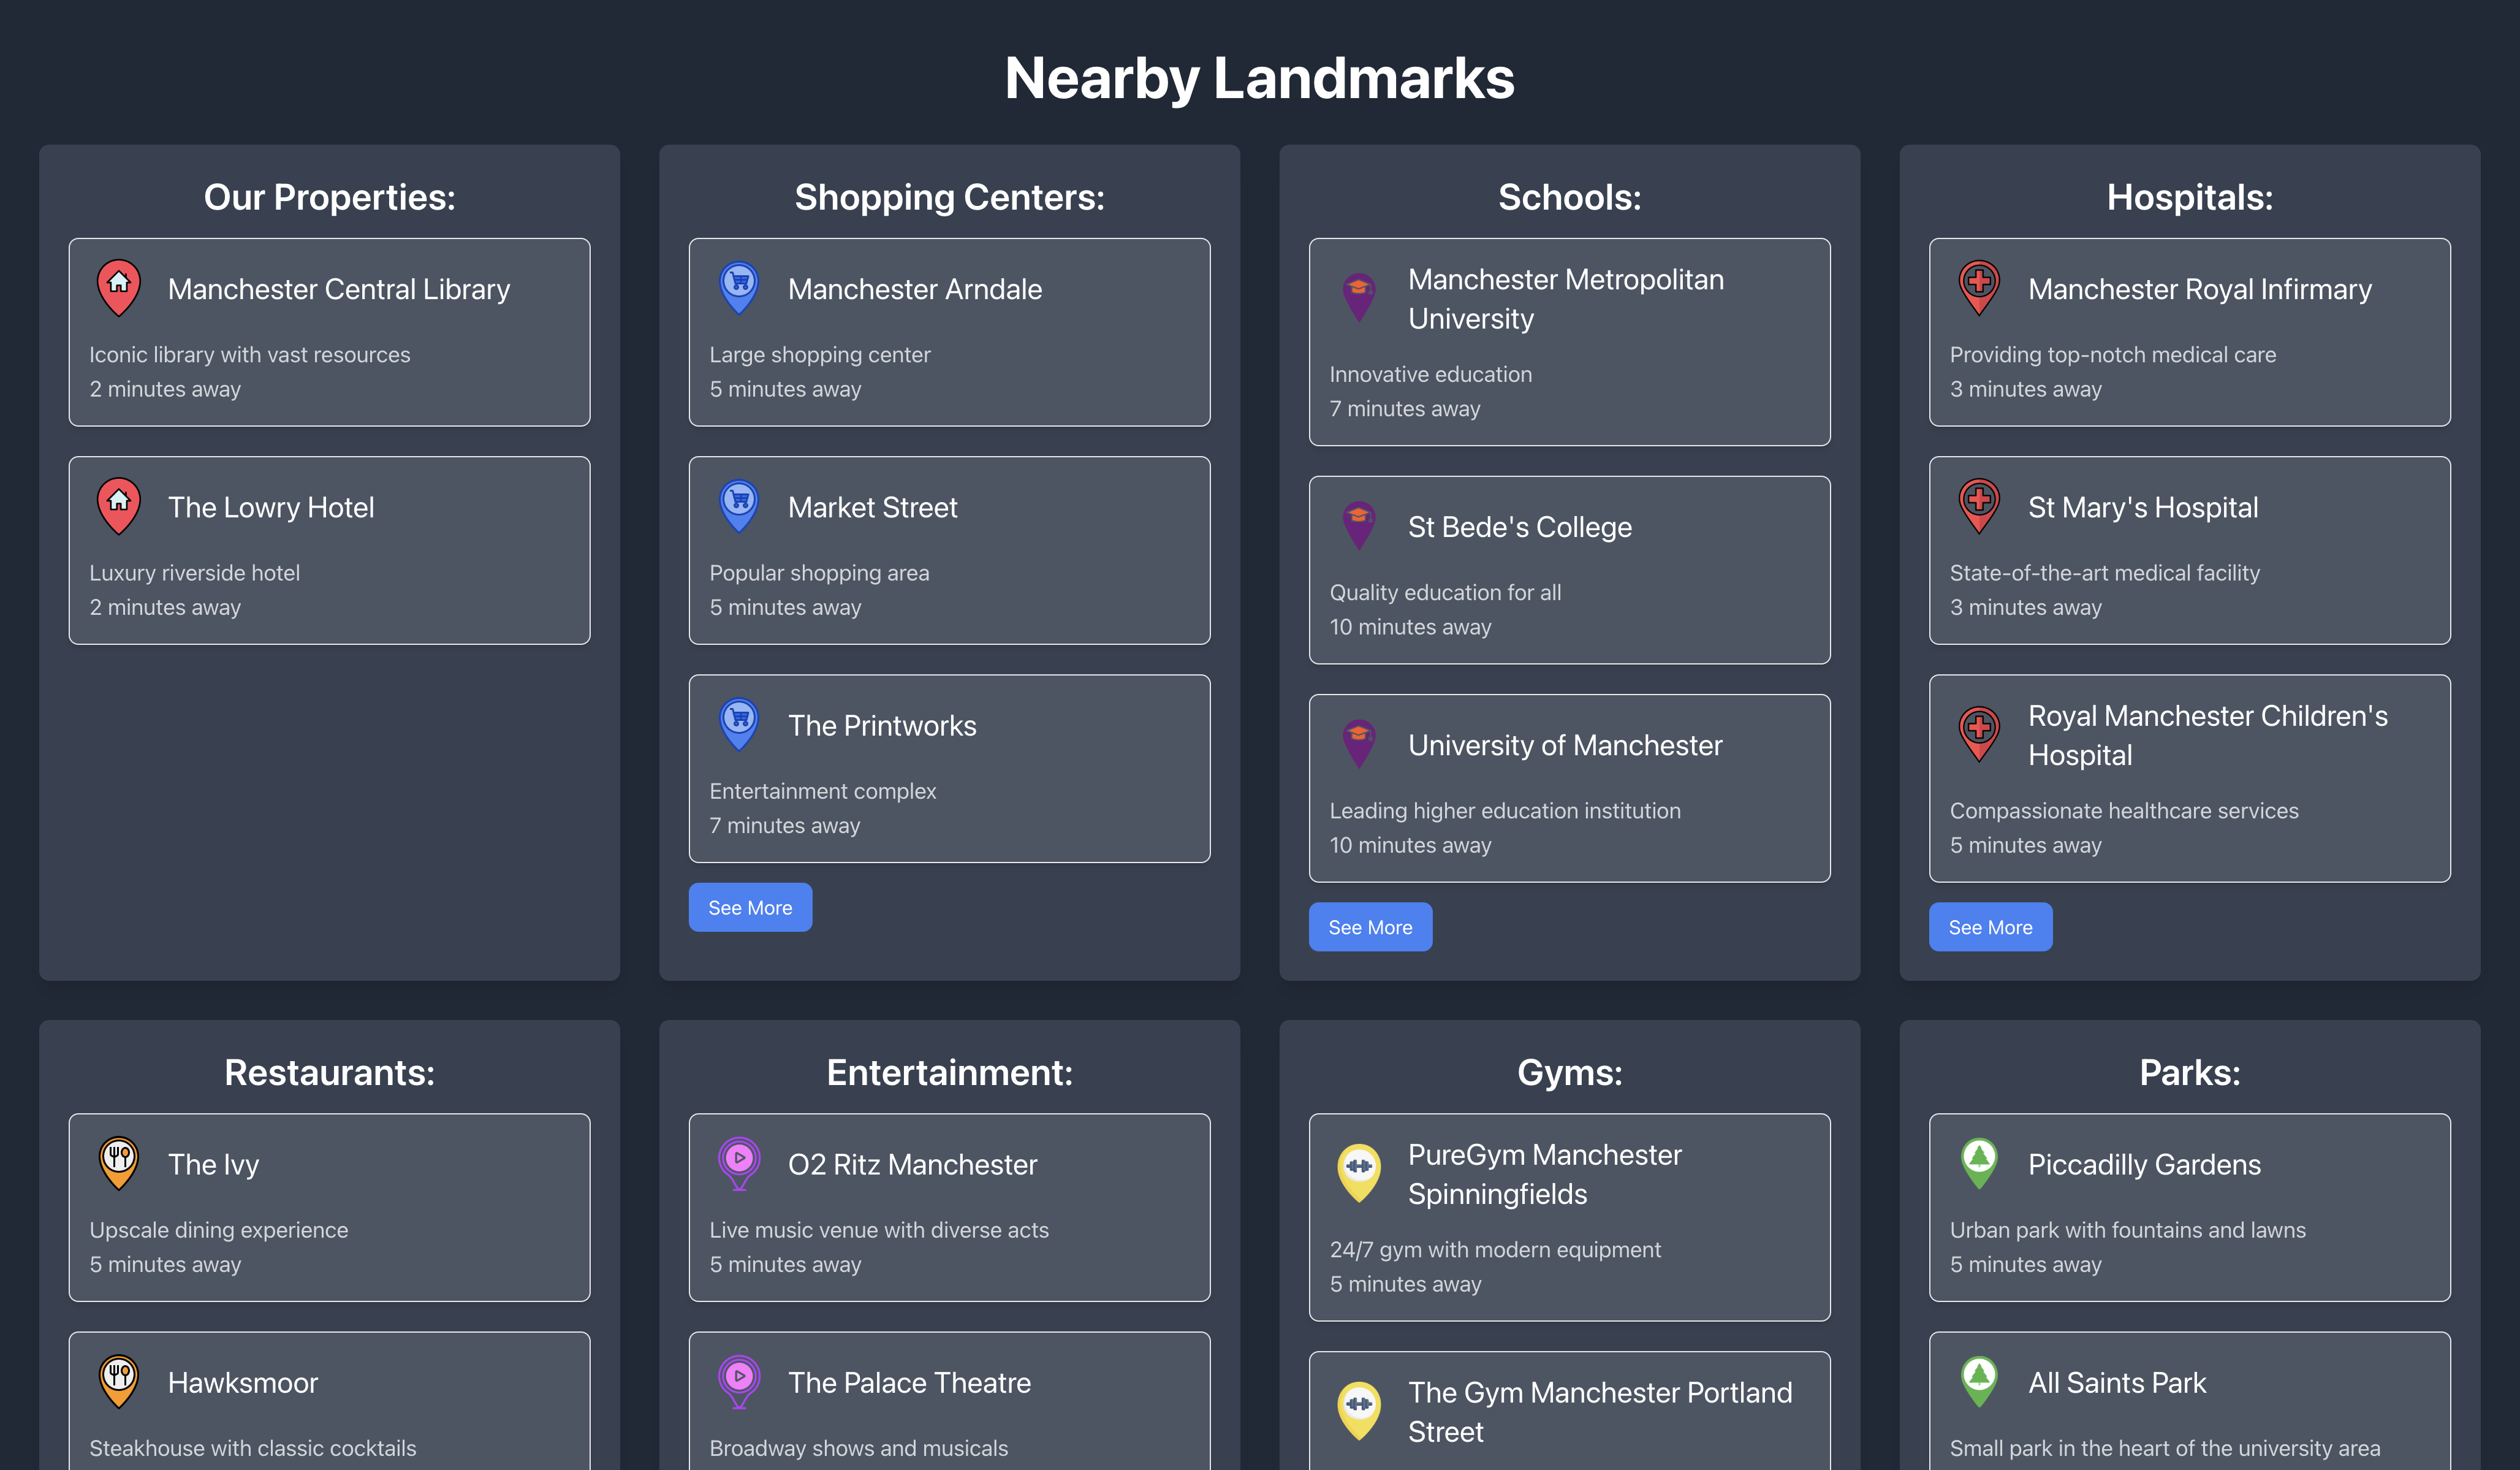 Nearby Landmarks
Our Properties:
Manchester Central Library
Iconic library with vast resources
2 minutes away
The Lowry Hotel
Luxury riverside hotel
2 minutes away
Shopping Centers:
Manchester Arndale
Large shopping center
5 minutes away
Market Street
Popular shopping area
5 minutes away
The Printworks
Entertainment complex
7 minutes away
See More
Schools:
Manchester Metropolitan
University
Innovative education
7 minutes away
St Bede's College
Quality education for all
10 minutes away
University of Manchester
Leading higher education institution
10 minutes away
See More
Hospitals:
Manchester Royal Infirmary
Providing top-notch medical care
3 minutes away
St Mary's Hospital
State-of-the-art medical facility
3 minutes away
Royal Manchester Children's
Hospital
Compassionate healthcare services
5 minutes away
See More
Restaurants:
The Ivy
Upscale dining experience
5 minutes away
Hawksmoor
Steakhouse with classic cocktails
Entertainment:
O2 Ritz Manchester
Live music venue with diverse acts
5 minutes away
The Palace Theatre
Broadway shows and musicals
Gyms:
PureGym Manchester
Spinningfields
24/7 gym with modern equipment
5 minutes away
The Gym Manchester Portland
Street
Parks:
Piccadilly Gardens
Urban park with fountains and lawns
5 minutes away
All Saints Park
Small park in the heart of the university area